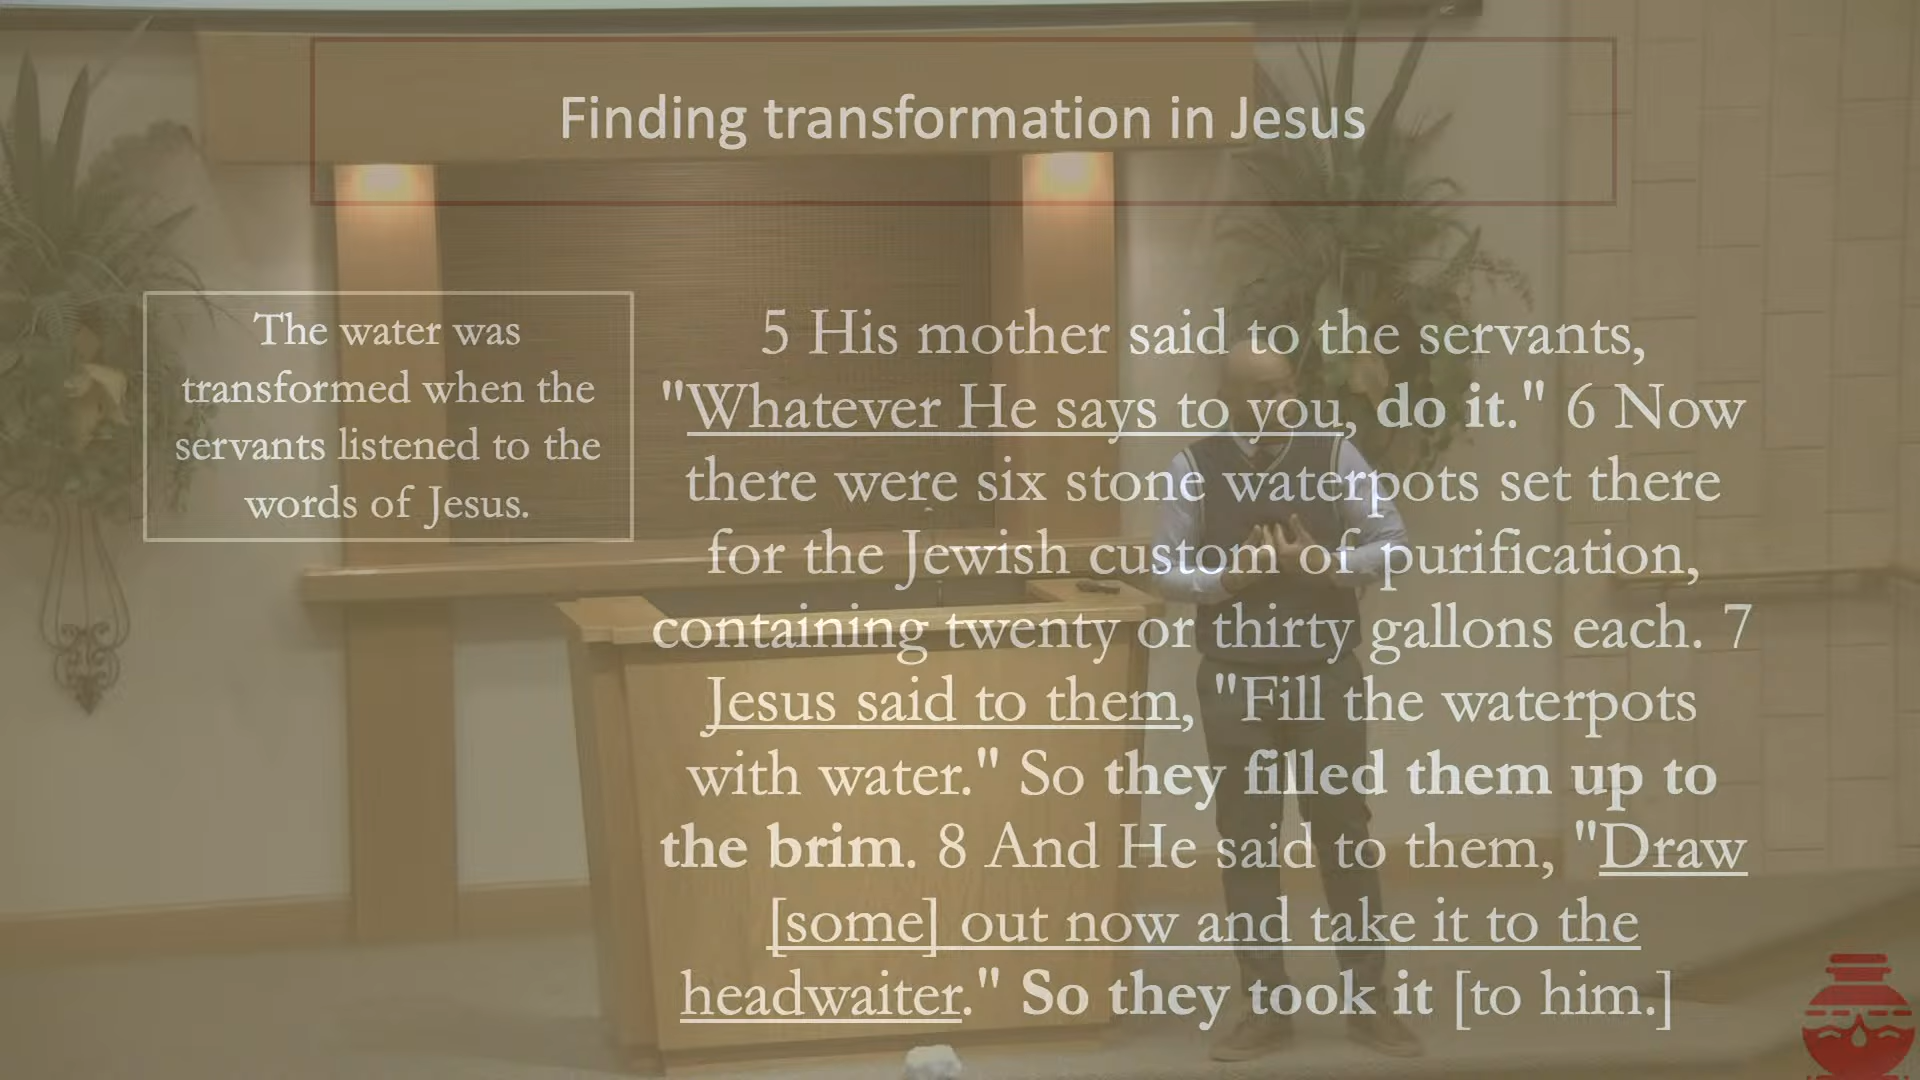 Finding transformation in Jesus
The water was
transformed when the
servants listened to the
words of Jesus.
5 His mother said to the servants,
"Whatever He says to you, do it." 6 Now
there were six stone waterpots set there
for the Jewish custom of purification,
containing twenty or thirty gallons each. 7
Jesus said to them, "Fill the waterpots
with water." So they filled them up to
the brim. 8 And He said to them, "Draw
[some] out now and take it to the
headwaiter." So they took it [to him.]